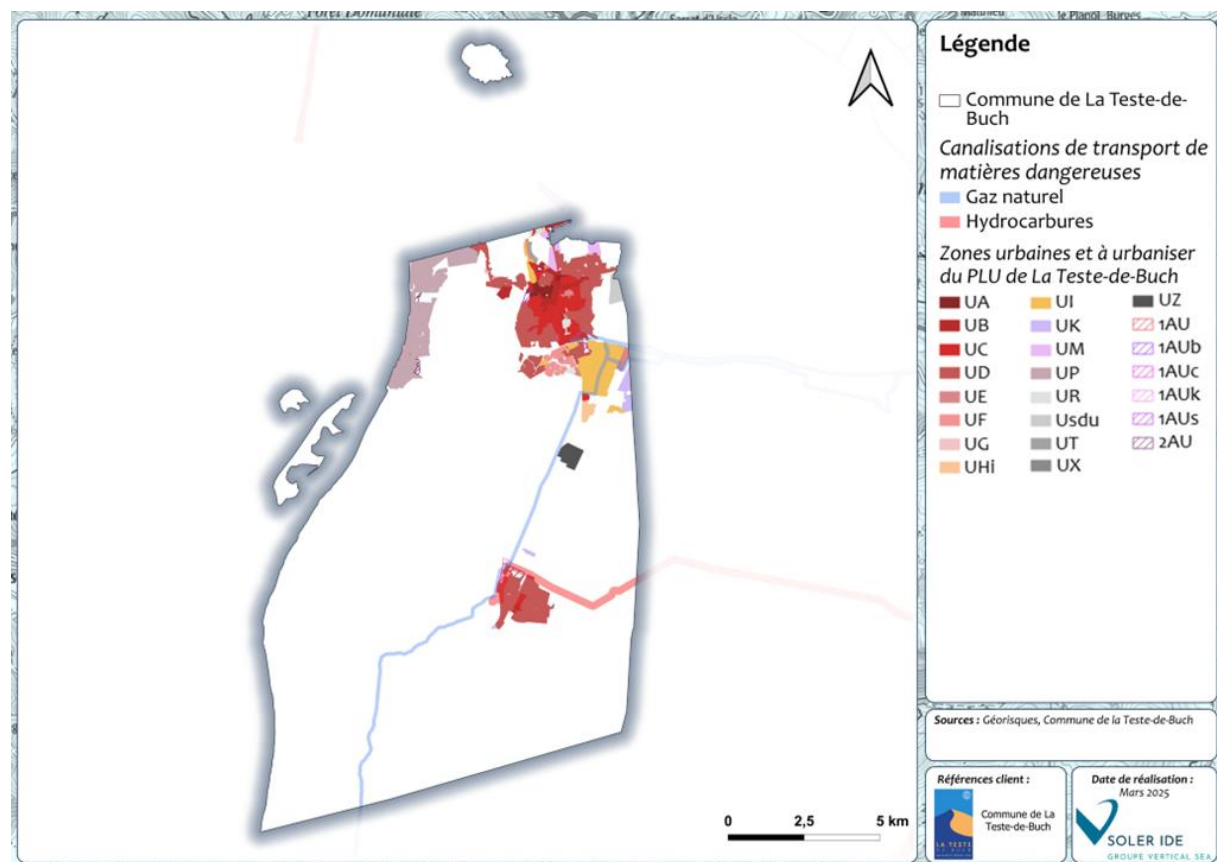 Légende
Commune de La Teste-de-
Buch
Canalisations de transport de
matières dangereuses
Gaz naturel
Hydrocarbures
Zones urbaines et à urbaniser
du PLU de La Teste-de-Buch
UA
UB
UC
UD
UE
UF
UG
UHi
UI
UK
UM
UP
UR
Usdu
UT
UX
UZ
1AU
1AUb
1AUc
1AUk
1AUs
2AU
0 2,5 5 km
Sources : Géorisques, Commune de la Teste-de-Buch
Références client :
LA TESTE
DE BUCH
Commune de La
Teste-de-Buch
Date de réalisation :
Mars 2025
SOLER IDE
GROUPE VERTICAL SEA